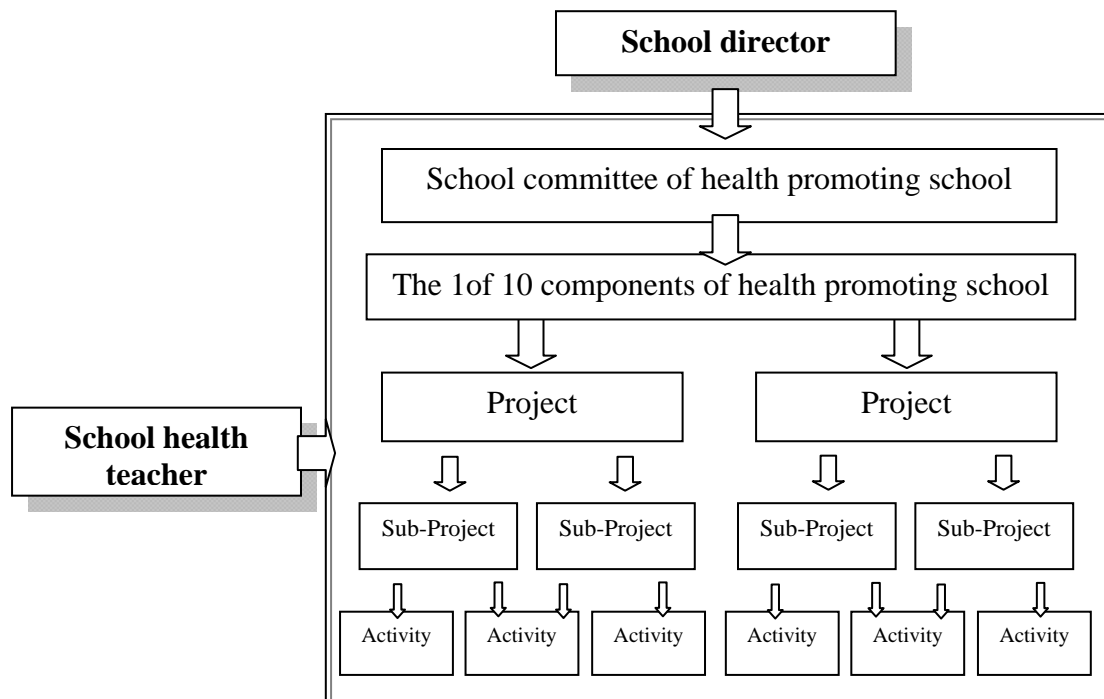 School director
School committee of health promoting school
The 1of 10 components of health promoting school
Project
Project
School health
teacher
Sub-Project
Sub-Project
Sub-Project
Sub-Project
Activity
Activity
Activity
Activity
Activity
Activity